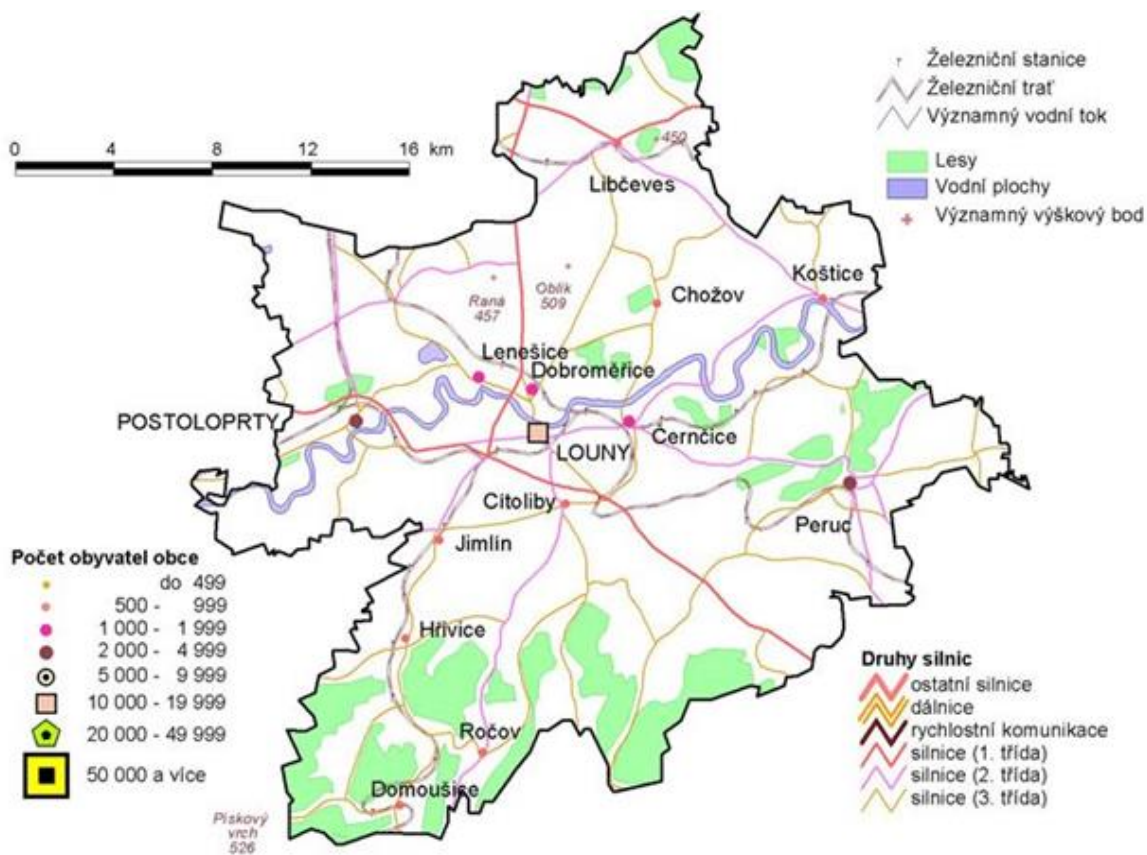 Železniční stanice
Železniční trať
Významný vodní tok
Lesy
Vodní plochy
Významný výškový bod
0 4 8 12 16 km
450
Libčeves
Koštice
Raná
457
Oblík
509
Chožov
Lenešice
Dobroměřice
POSTOLOPRTY
LOUNY
Černčice
Cítoliby
Peruc
Jimlín
Hřivice
Ročov
Domoušice
Pískový
vrch
526
Počet obyvatel obce
do 499
500 - 999
1 000 - 1 999
2 000 - 4 999
5 000 - 9 999
10 000 - 19 999
20 000 - 49 999
50 000 a více
Druhy silnic
ostatní silnice
dálnice
rychlostní komunikace
silnice (1. třída)
silnice (2. třída)
silnice (3. třída)